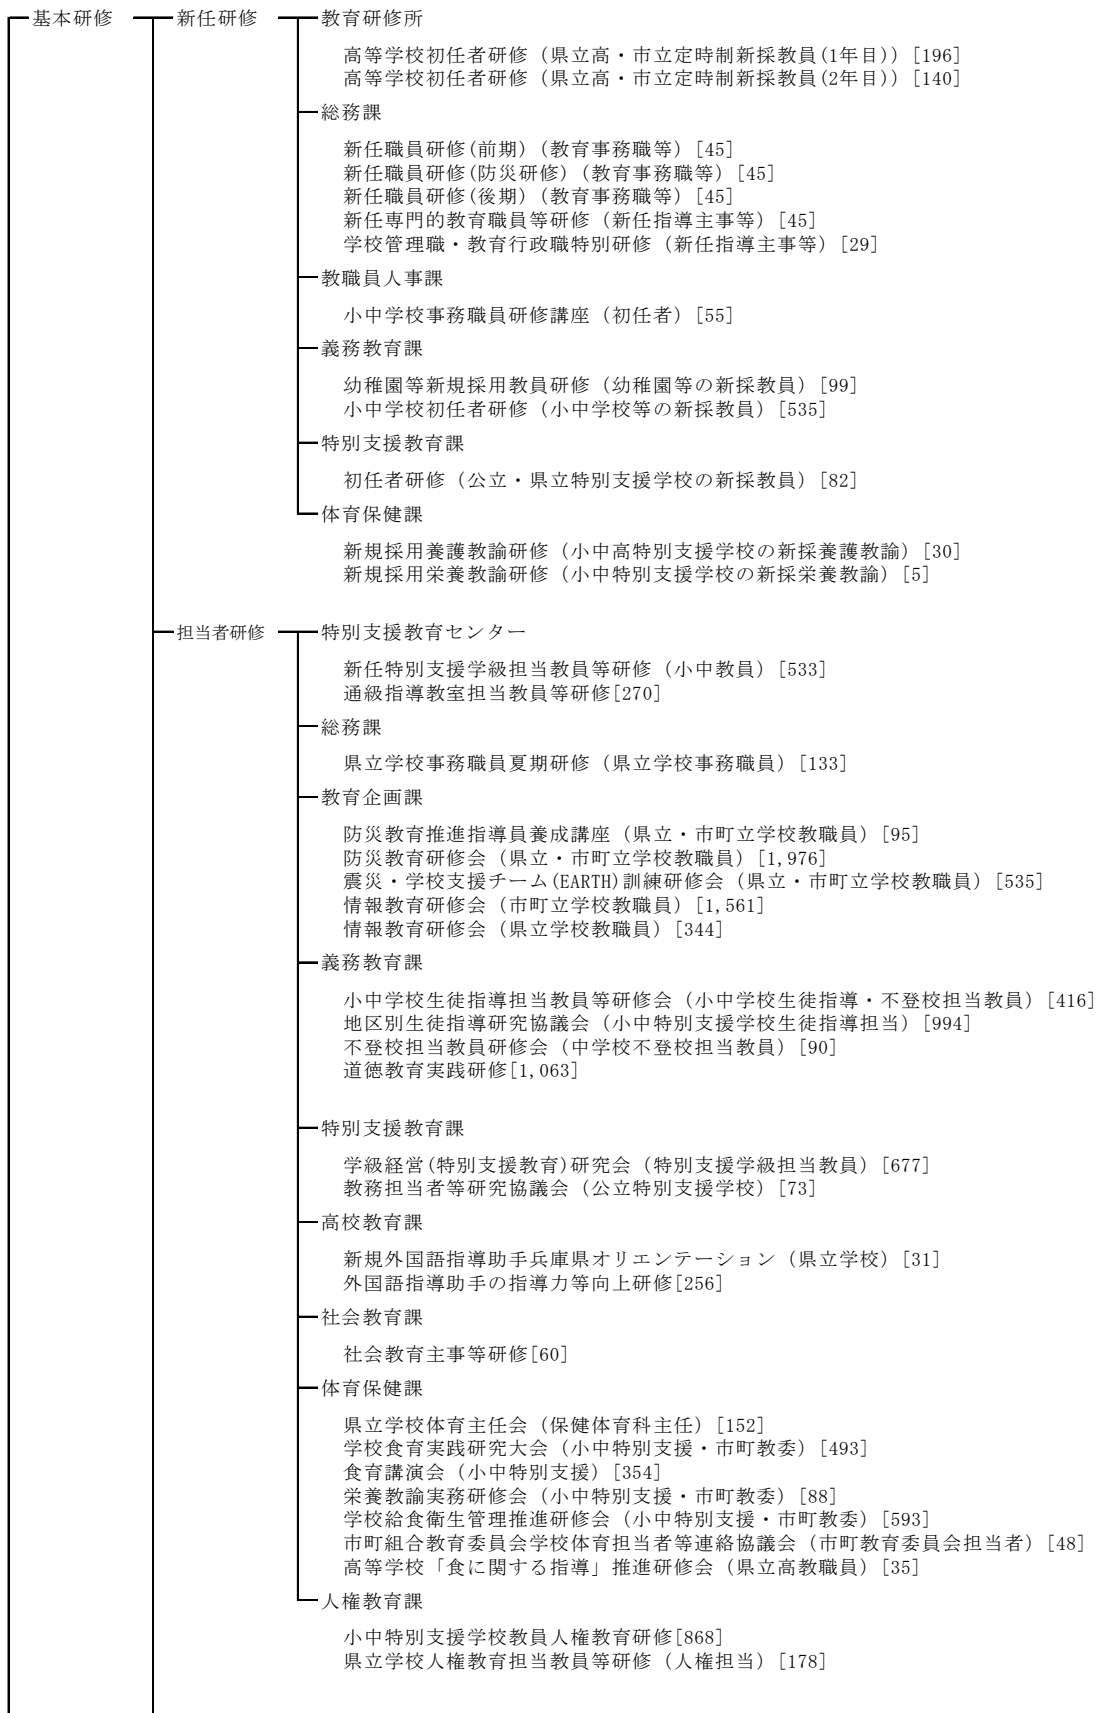 基本研修 新任研修 教育研修所
高等学校初任者研修（県立高・市立定時制新採教員(1年目)）[196]
高等学校初任者研修（県立高・市立定時制新採教員(2年目)）[140]
総務課
新任職員研修(前期)（教育事務職等）[45]
新任職員研修(防災研修)（教育事務職等）[45]
新任職員研修(後期)（教育事務職等）[45]
新任専門的教育職員等研修（新任指導主事等）[45]
学校管理職・教育行政職特別研修（新任指導主事等）[29]
教職員人事課
小中学校事務職員研修講座（初任者）[55]
義務教育課
幼稚園等新規採用教員研修（幼稚園等の新採教員）[99]
小中学校初任者研修（小中学校等の新採教員）[535]
特別支援教育課
初任者研修（公立・県立特別支援学校の新採教員）[82]
体育保健課
新規採用養護教諭研修（小中高特別支援学校の新採養護教諭）[30]
新規採用栄養教諭研修（小中特別支援学校の新採栄養教諭）[5]
担当者研修 特別支援教育センター
新任特別支援学級担当教員等研修（小中教員）[533]
通級指導教室担当教員等研修[270]
総務課
県立学校事務職員夏期研修（県立学校事務職員）[133]
教育企画課
防災教育推進指導員養成講座（県立・市町立学校教職員）[95]
防災教育研修会（県立・市町立学校教職員）[1,976]
震災・学校支援チーム(EARTH)訓練研修会（県立・市町立学校教職員）[535]
情報教育研修会（市町立学校教職員）[1,561]
情報教育研修会（県立学校教職員）[344]
義務教育課
小中学校生徒指導担当教員等研修会（小中学校生徒指導・不登校担当教員）[416]
地区別生徒指導研究協議会（小中特別支援学校生徒指導担当）[994]
不登校担当教員研修会（中学校不登校担当教員）[90]
道徳教育実践研修[1,063]
特別支援教育課
学級経営(特別支援教育)研究会（特別支援学級担当教員）[677]
教務担当者等研究協議会（公立特別支援学校）[73]
高校教育課
新規外国語指導助手兵庫県オリエンテーション（県立学校）[31]
外国語指導助手の指導力等向上研修[256]
社会教育課
社会教育主事等研修[60]
体育保健課
県立学校体育主任会（保健体育科主任）[152]
学校食育実践研究大会（小中特別支援・市町教委）[493]
食育講演会（小中特別支援）[354]
栄養教諭実務研修会（小中特別支援・市町教委）[88]
学校給食衛生管理推進研修会（小中特別支援・市町教委）[593]
市町組合教育委員会学校体育担当者等連絡協議会（市町教育委員会担当者）[48]
高等学校「食に関する指導」推進研修会（県立高教職員）[35]
人権教育課
小中特別支援学校教員人権教育研修[868]
県立学校人権教育担当教員等研修（人権担当）[178]